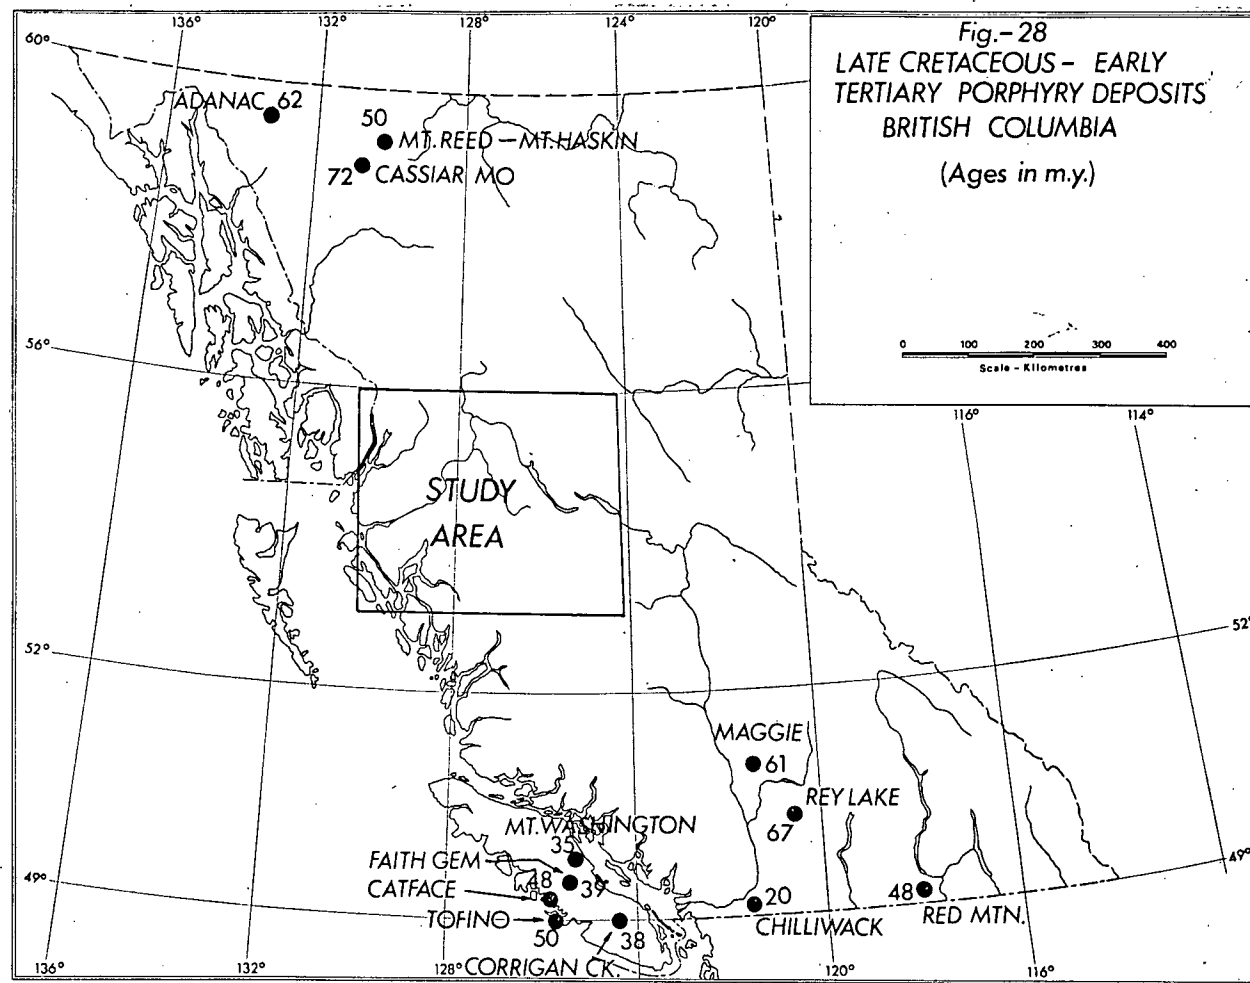 136°
132°
128°
124°
120°
60°
Fig.-28
LATE CRETACEOUS - EARLY
TERTIARY PORPHYRY DEPOSITS
BRITISH COLUMBIA
(Ages in m.y.)
0 100 200 300 400
Scale - Kilometres
ADANAC 62
50
MT. REED - MT. HASKIN
72 CASSIAR MO
56°
116°
114°
STUDY
AREA
52°
52°
MAGGIE
61
REY LAKE
67
MT. WASHINGTON
35
FAITH GEM
39
48
CATFACE
TOFINO
50
38
CORRIGAN CK.
20
CHILLIWACK
48
RED MTN.
49°
49°
136°
132°
128°
120°
116°